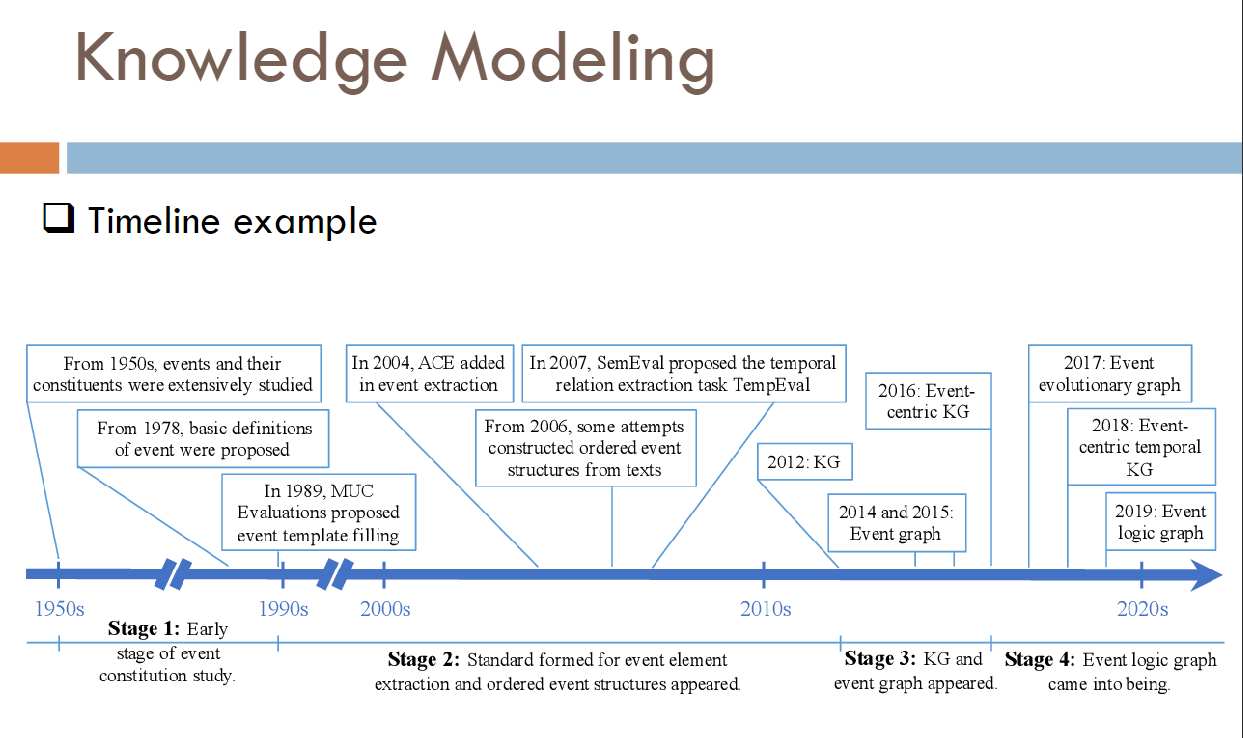 Knowledge Modeling
Timeline example
From 1950s, events and their
constituents were extensively studied
From 1978, basic definitions
of event were proposed
In 1989, MUC
Evaluations proposed
event template filling
In 2004, ACE added
in event extraction
In 2007, SemEval proposed the temporal
relation extraction task TempEval
From 2006, some attempts
constructed ordered event
structures from texts
2012: KG
2014 and 2015:
Event graph
2016: Event-
centric KG
2017: Event
evolutionary graph
2018: Event-
centric temporal
KG
2019: Event
logic graph
1950s
1990s
2000s
2010s
2020s
Stage 1: Early
stage of event
constitution study.
Stage 2: Standard formed for event element
extraction and ordered event structures appeared.
Stage 3: KG and
event graph appeared.
Stage 4: Event logic graph
came into being.